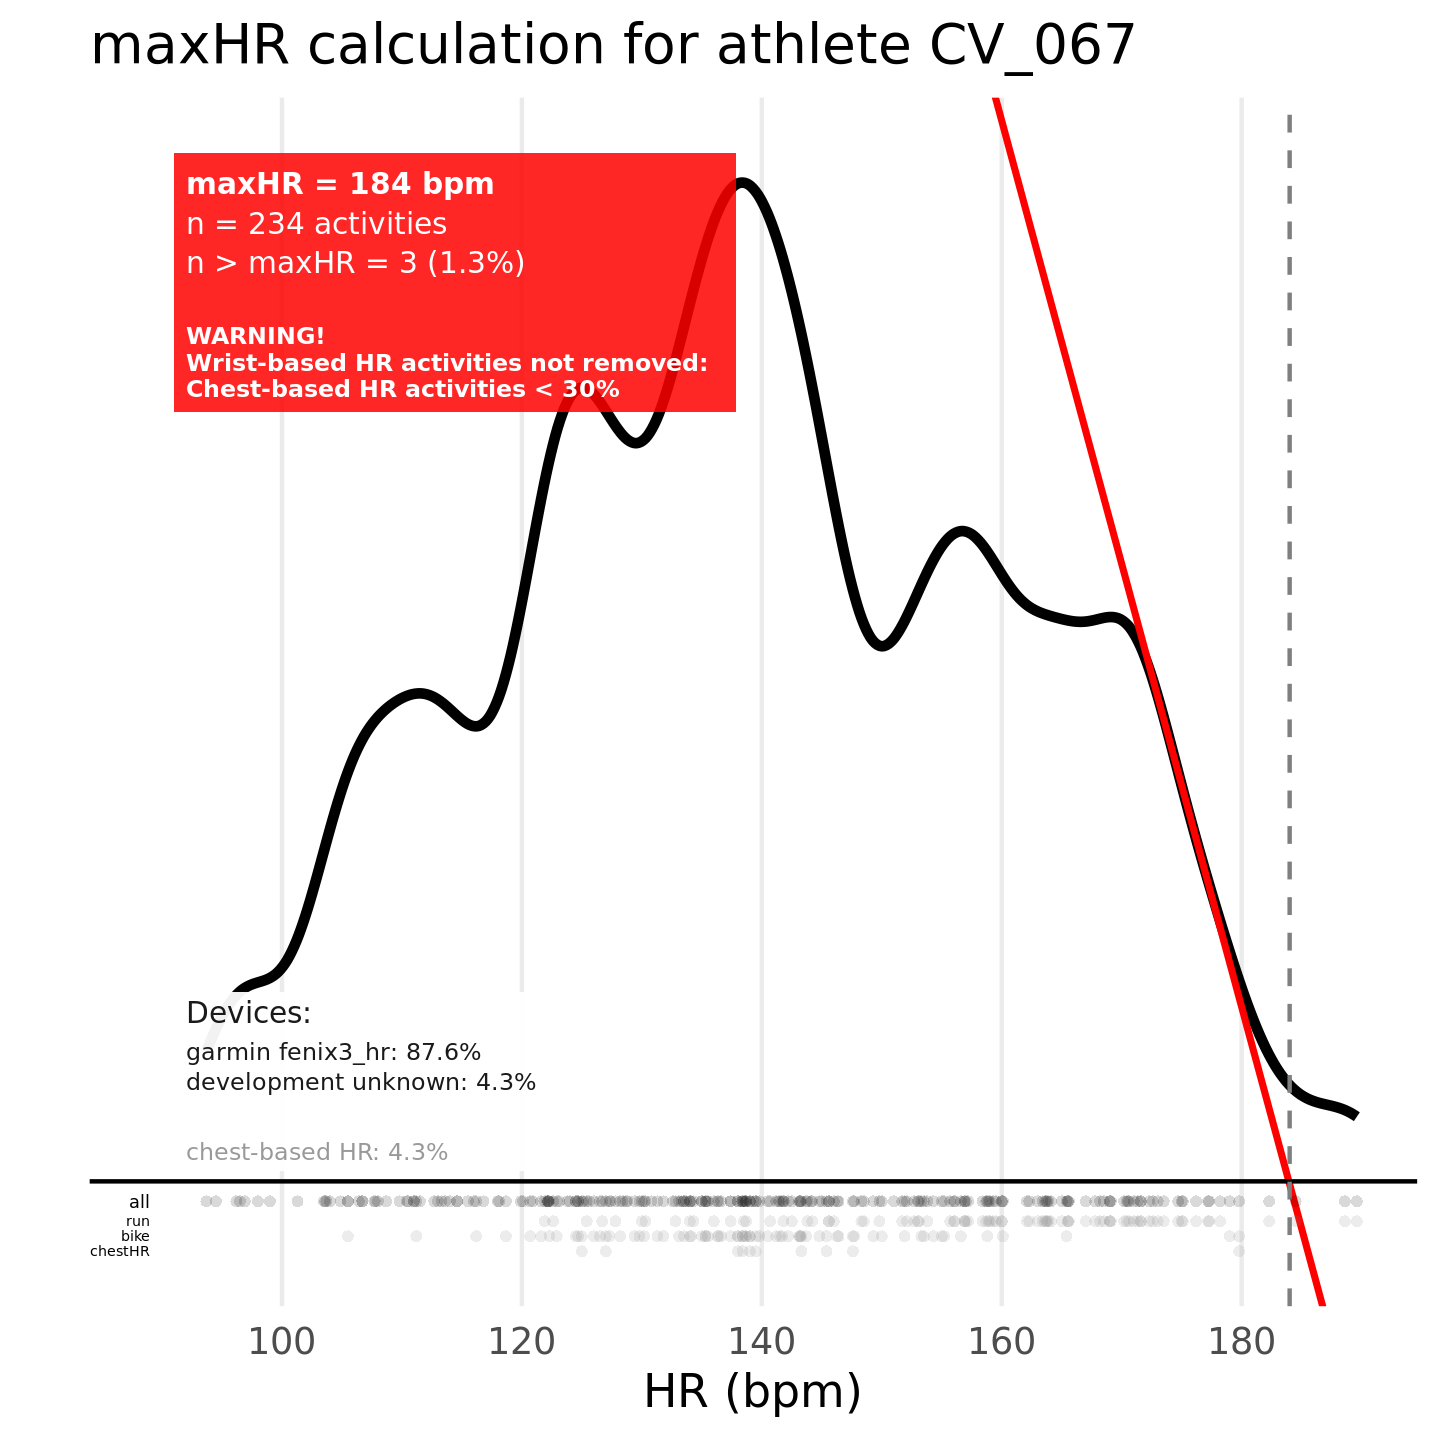 maxHR calculation for athlete CV_067
maxHR = 184 bpm
n = 234 activities
n > maxHR = 3 (1.3%)
WARNING!
Wrist-based HR activities not removed:
Chest-based HR activities < 30%
Devices:
garmin fenix3_hr: 87.6%
development unknown: 4.3%
chest-based HR: 4.3%
all
run
bike
chestHR
100 120 140 160 180
HR (bpm)